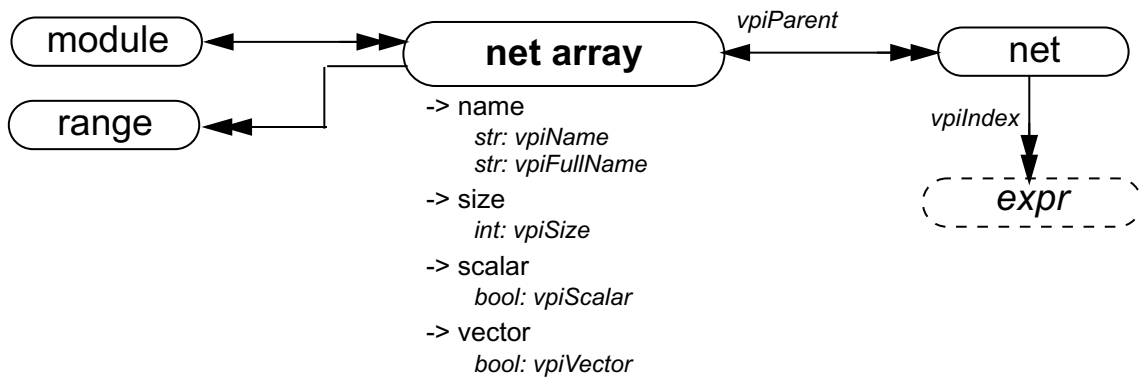 module
range
net array
vpiParent
net
vpiIndex
expr
-> name
str: vpiName
str: vpiFullName
-> size
int: vpiSize
-> scalar
bool: vpiScalar
-> vector
bool: vpiVector